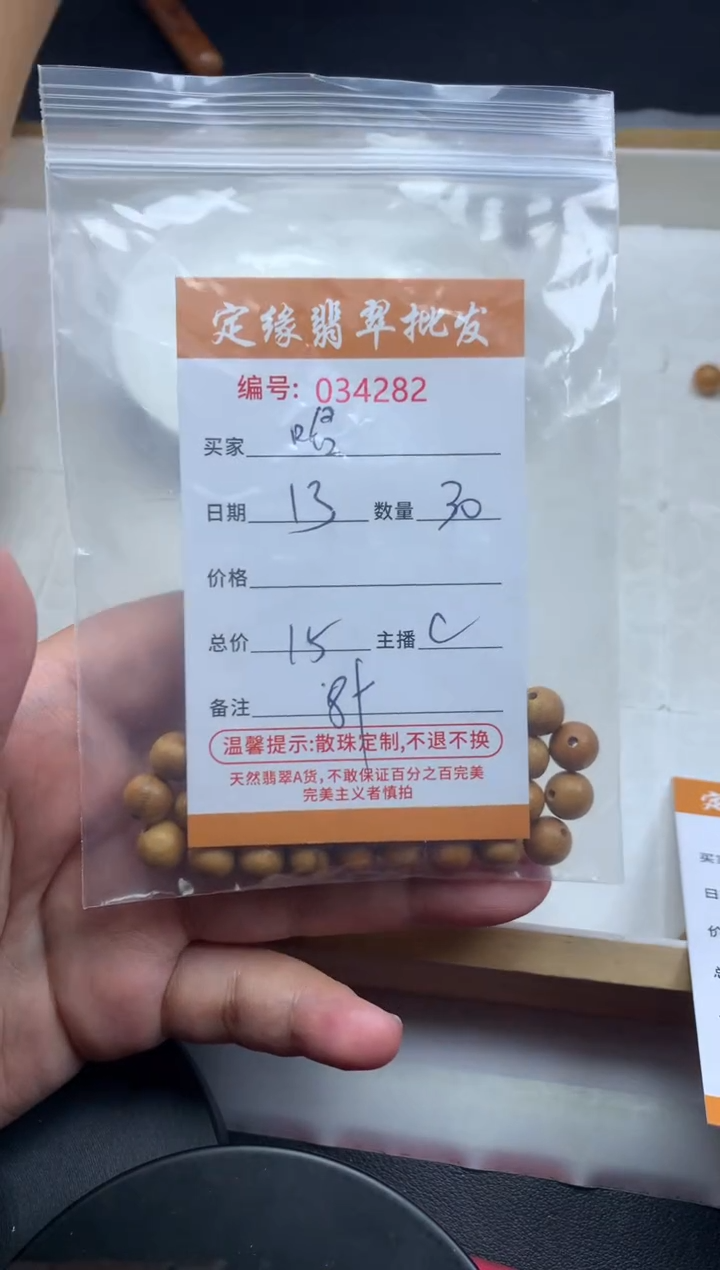 定缘翡翠批发
编号: 034282
买家
日期 13 数量 30
价格
总价 15 主播 C
备注 8f
温馨提示:散珠定制,不退不换
天然翡翠A货,不敢保证百分之百完美
完美主义者慎拍
买
日
价